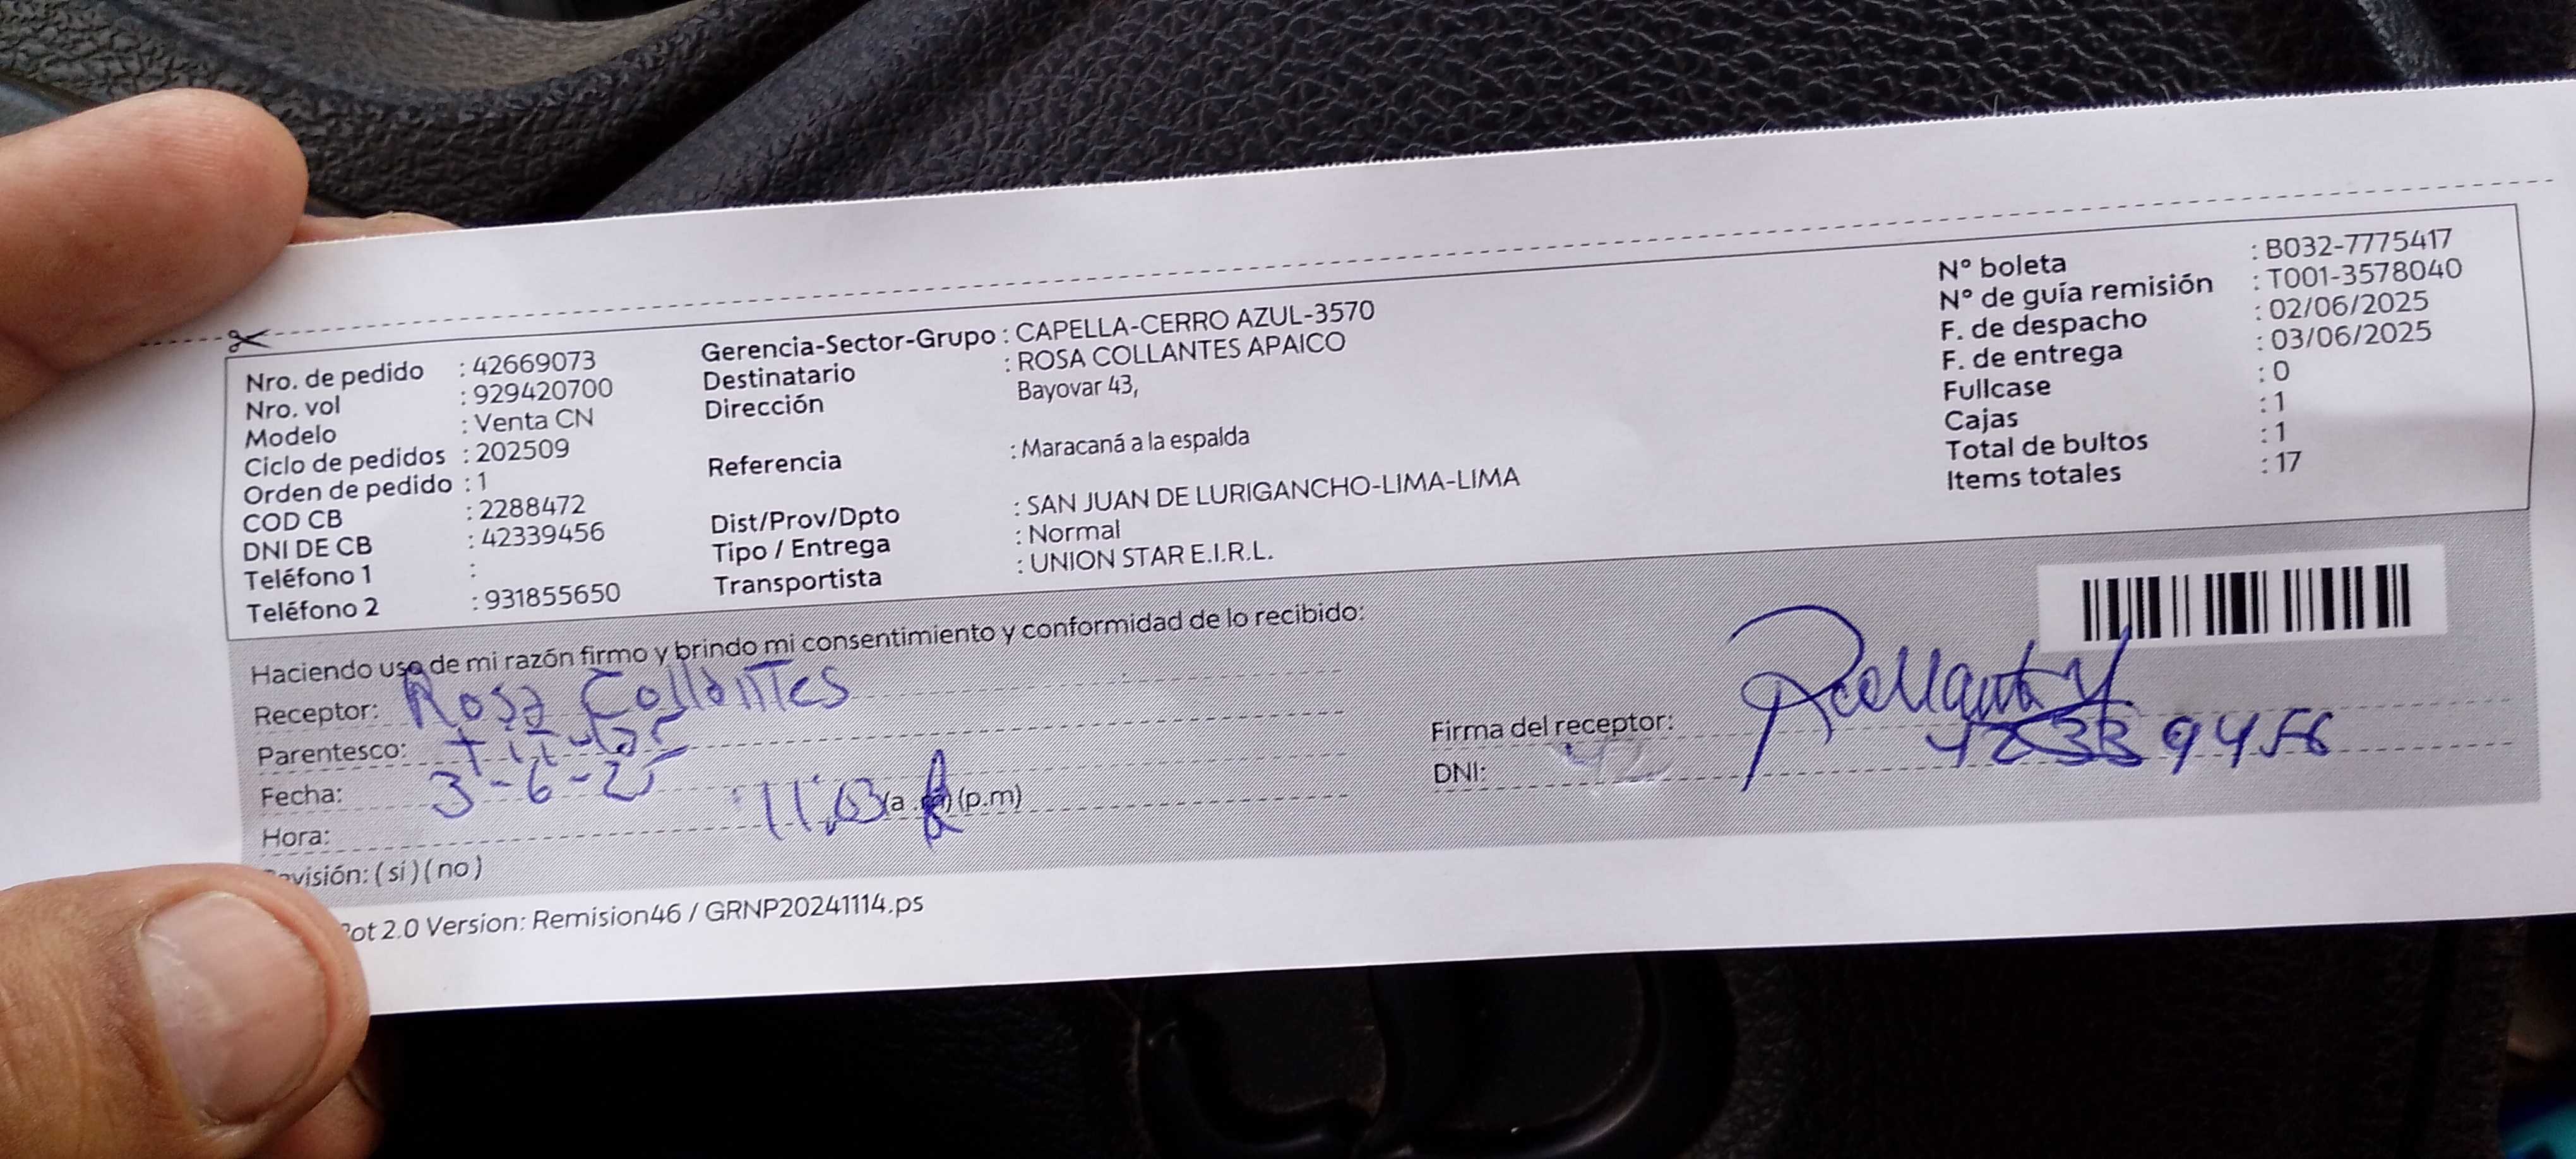 Nro. de pedido : 42669073
Nro. vol : 929420700
Modelo : Venta CN
Ciclo de pedidos : 202509
Orden de pedido : 1
COD CB : 2288472
DNI DE CB : 42339456
Teléfono 1 :
Teléfono 2 : 931855650
Gerencia-Sector-Grupo : CAPELLA-CERRO AZUL-3570
Destinatario : ROSA COLLANTES APAICO
Dirección Bayovar 43,
Referencia : Maracaná a la espalda
Dist/Prov/Dpto : SAN JUAN DE LURIGANCHO-LIMA-LIMA
Tipo / Entrega : Normal
Transportista : UNION STAR E.I.R.L.
N° boleta : B032-7775417
N° de guía remisión : T001-3578040
F. de despacho : 02/06/2025
F. de entrega : 03/06/2025
Fullcase : 0
Cajas : 1
Total de bultos : 1
Items totales : 17
Haciendo uso de mi razón firmo y brindo mi consentimiento y conformidad de lo recibido:
Receptor: Rosa Collantes
Parentesco: titular
Fecha: 3-6-25
Hora: (a.m) (p.m)
Revisión: ( si ) ( no )
Firma del receptor:
DNI: 42339456
2.0 Version: Remision46 / GRNP20241114.ps